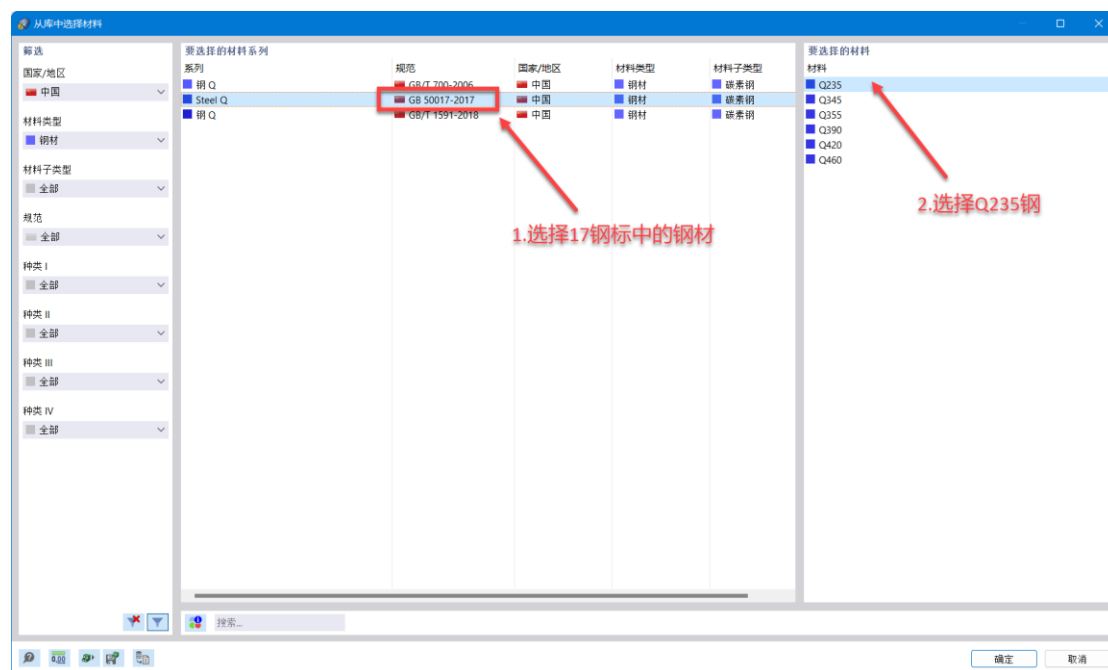 从库中选择材料
筛选
国家/地区
中国
材料类型
钢材
材料子类型
全部
规范
全部
种类 I
全部
种类 II
全部
种类 III
全部
种类 IV
全部
要选择的材料系列
系列 规范 国家/地区 材料类型 材料子类型
钢 Q GB/T 700-2006 中国 钢材 碳素钢
Steel Q GB 50017-2017 中国 钢材 碳素钢
钢 Q GB/T 1591-2018 中国 钢材 碳素钢
1.选择17钢标中的钢材
搜索...
要选择的材料
材料
Q235
Q345
Q355
Q390
Q420
Q460
2.选择Q235钢
0,00
确定 取消